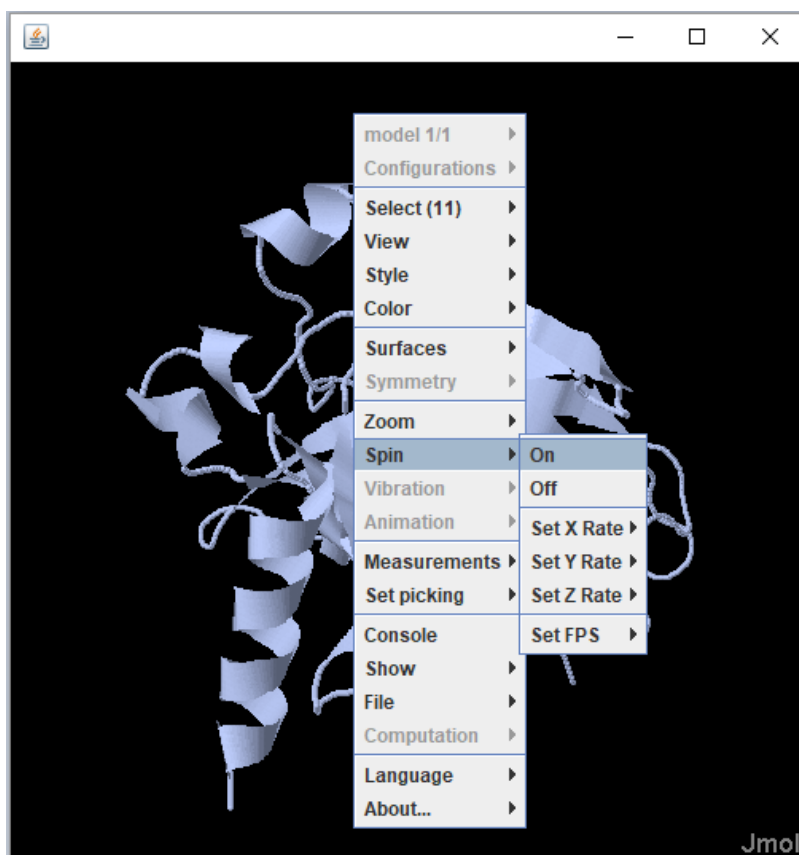 model 1/1
Configurations
Select (11)
View
Style
Color
Surfaces
Symmetry
Zoom
Spin
Vibration
Animation
Measurements
Set picking
Console
Show
File
Computation
Language
About...
On
Off
Set X Rate
Set Y Rate
Set Z Rate
Set FPS
Jmol